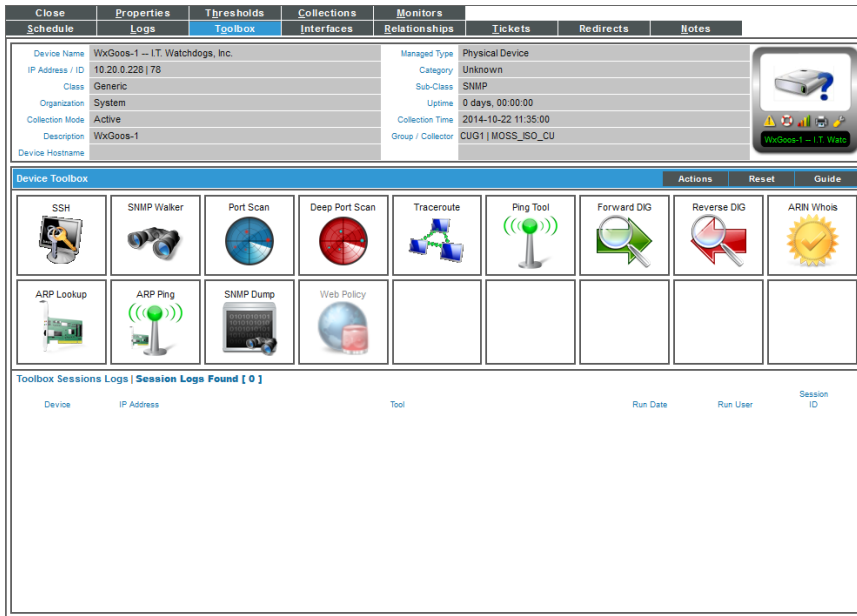 Close Properties Thresholds Collections Monitors
Schedule Logs Toolbox Interfaces Relationships Tickets Redirects Notes
Device Name WxGoos-1 -- I.T. Watchdogs, Inc. Managed Type Physical Device
IP Address / ID 10.20.0.228 | 78 Category Unknown
Class Generic Sub-Class SNMP
Organization System Uptime 0 days, 00:00:00
Collection Mode Active Collection Time 2014-10-22 11:35:00
Description WxGoos-1 Group / Collector CUG1 | MOSS_ISO_CU
Device Hostname
WxGoos-1 -- I.T. Watc
Device Toolbox Actions Reset Guide
SSH SNMP Walker Port Scan Deep Port Scan Traceroute Ping Tool Forward DIG Reverse DIG ARIN Whois
ARP Lookup ARP Ping SNMP Dump Web Policy
Toolbox Sessions Logs | Session Logs Found [ 0 ]
Device IP Address Tool Run Date Run User Session ID